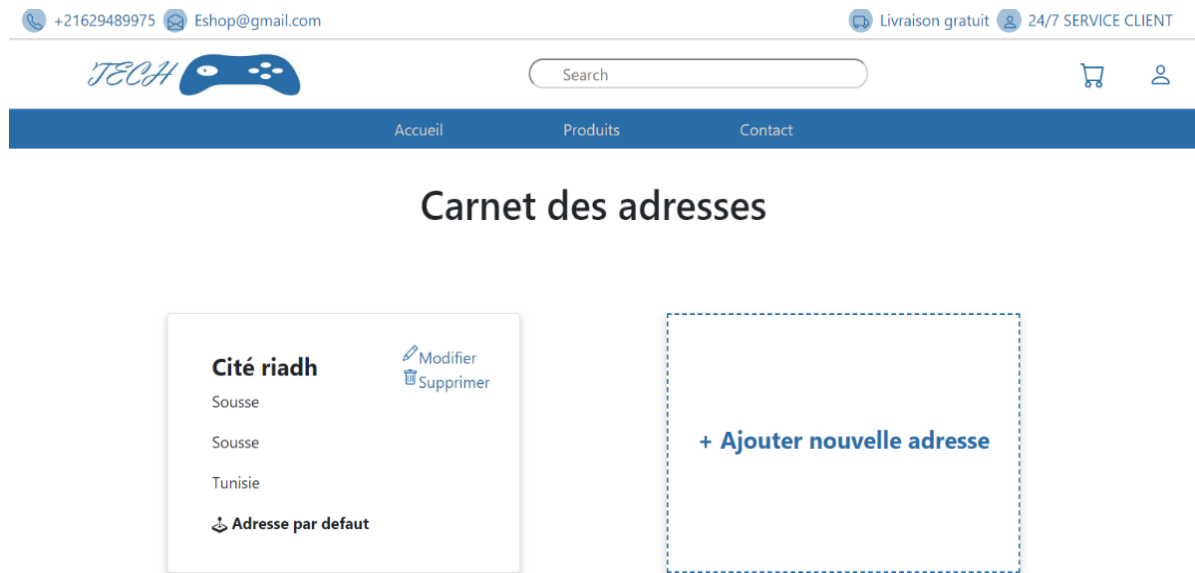 +21629489975 Eshop@gmail.com Livraison gratuit 24/7 SERVICE CLIENT
TECH
Search
Accueil Produits Contact
Carnet des adresses
Cité riadh
Modifier
Supprimer
Sousse
Sousse
Tunisie
Adresse par defaut
+ Ajouter nouvelle adresse